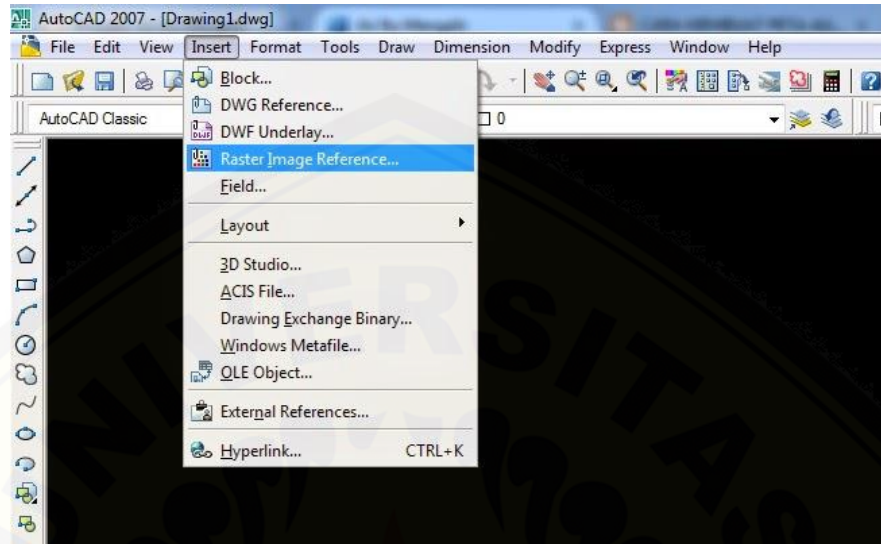 AutoCAD 2007 - [Drawing1.dwg]
File Edit View Insert Format Tools Draw Dimension Modify Express Window Help
AutoCAD Classic
0
Block...
DWG Reference...
DWF Underlay...
Raster Image Reference...
Field...
Layout
3D Studio...
ACIS File...
Drawing Exchange Binary...
Windows Metafile...
OLE Object...
External References...
Hyperlink... CTRL+K
UNIVERSITAS